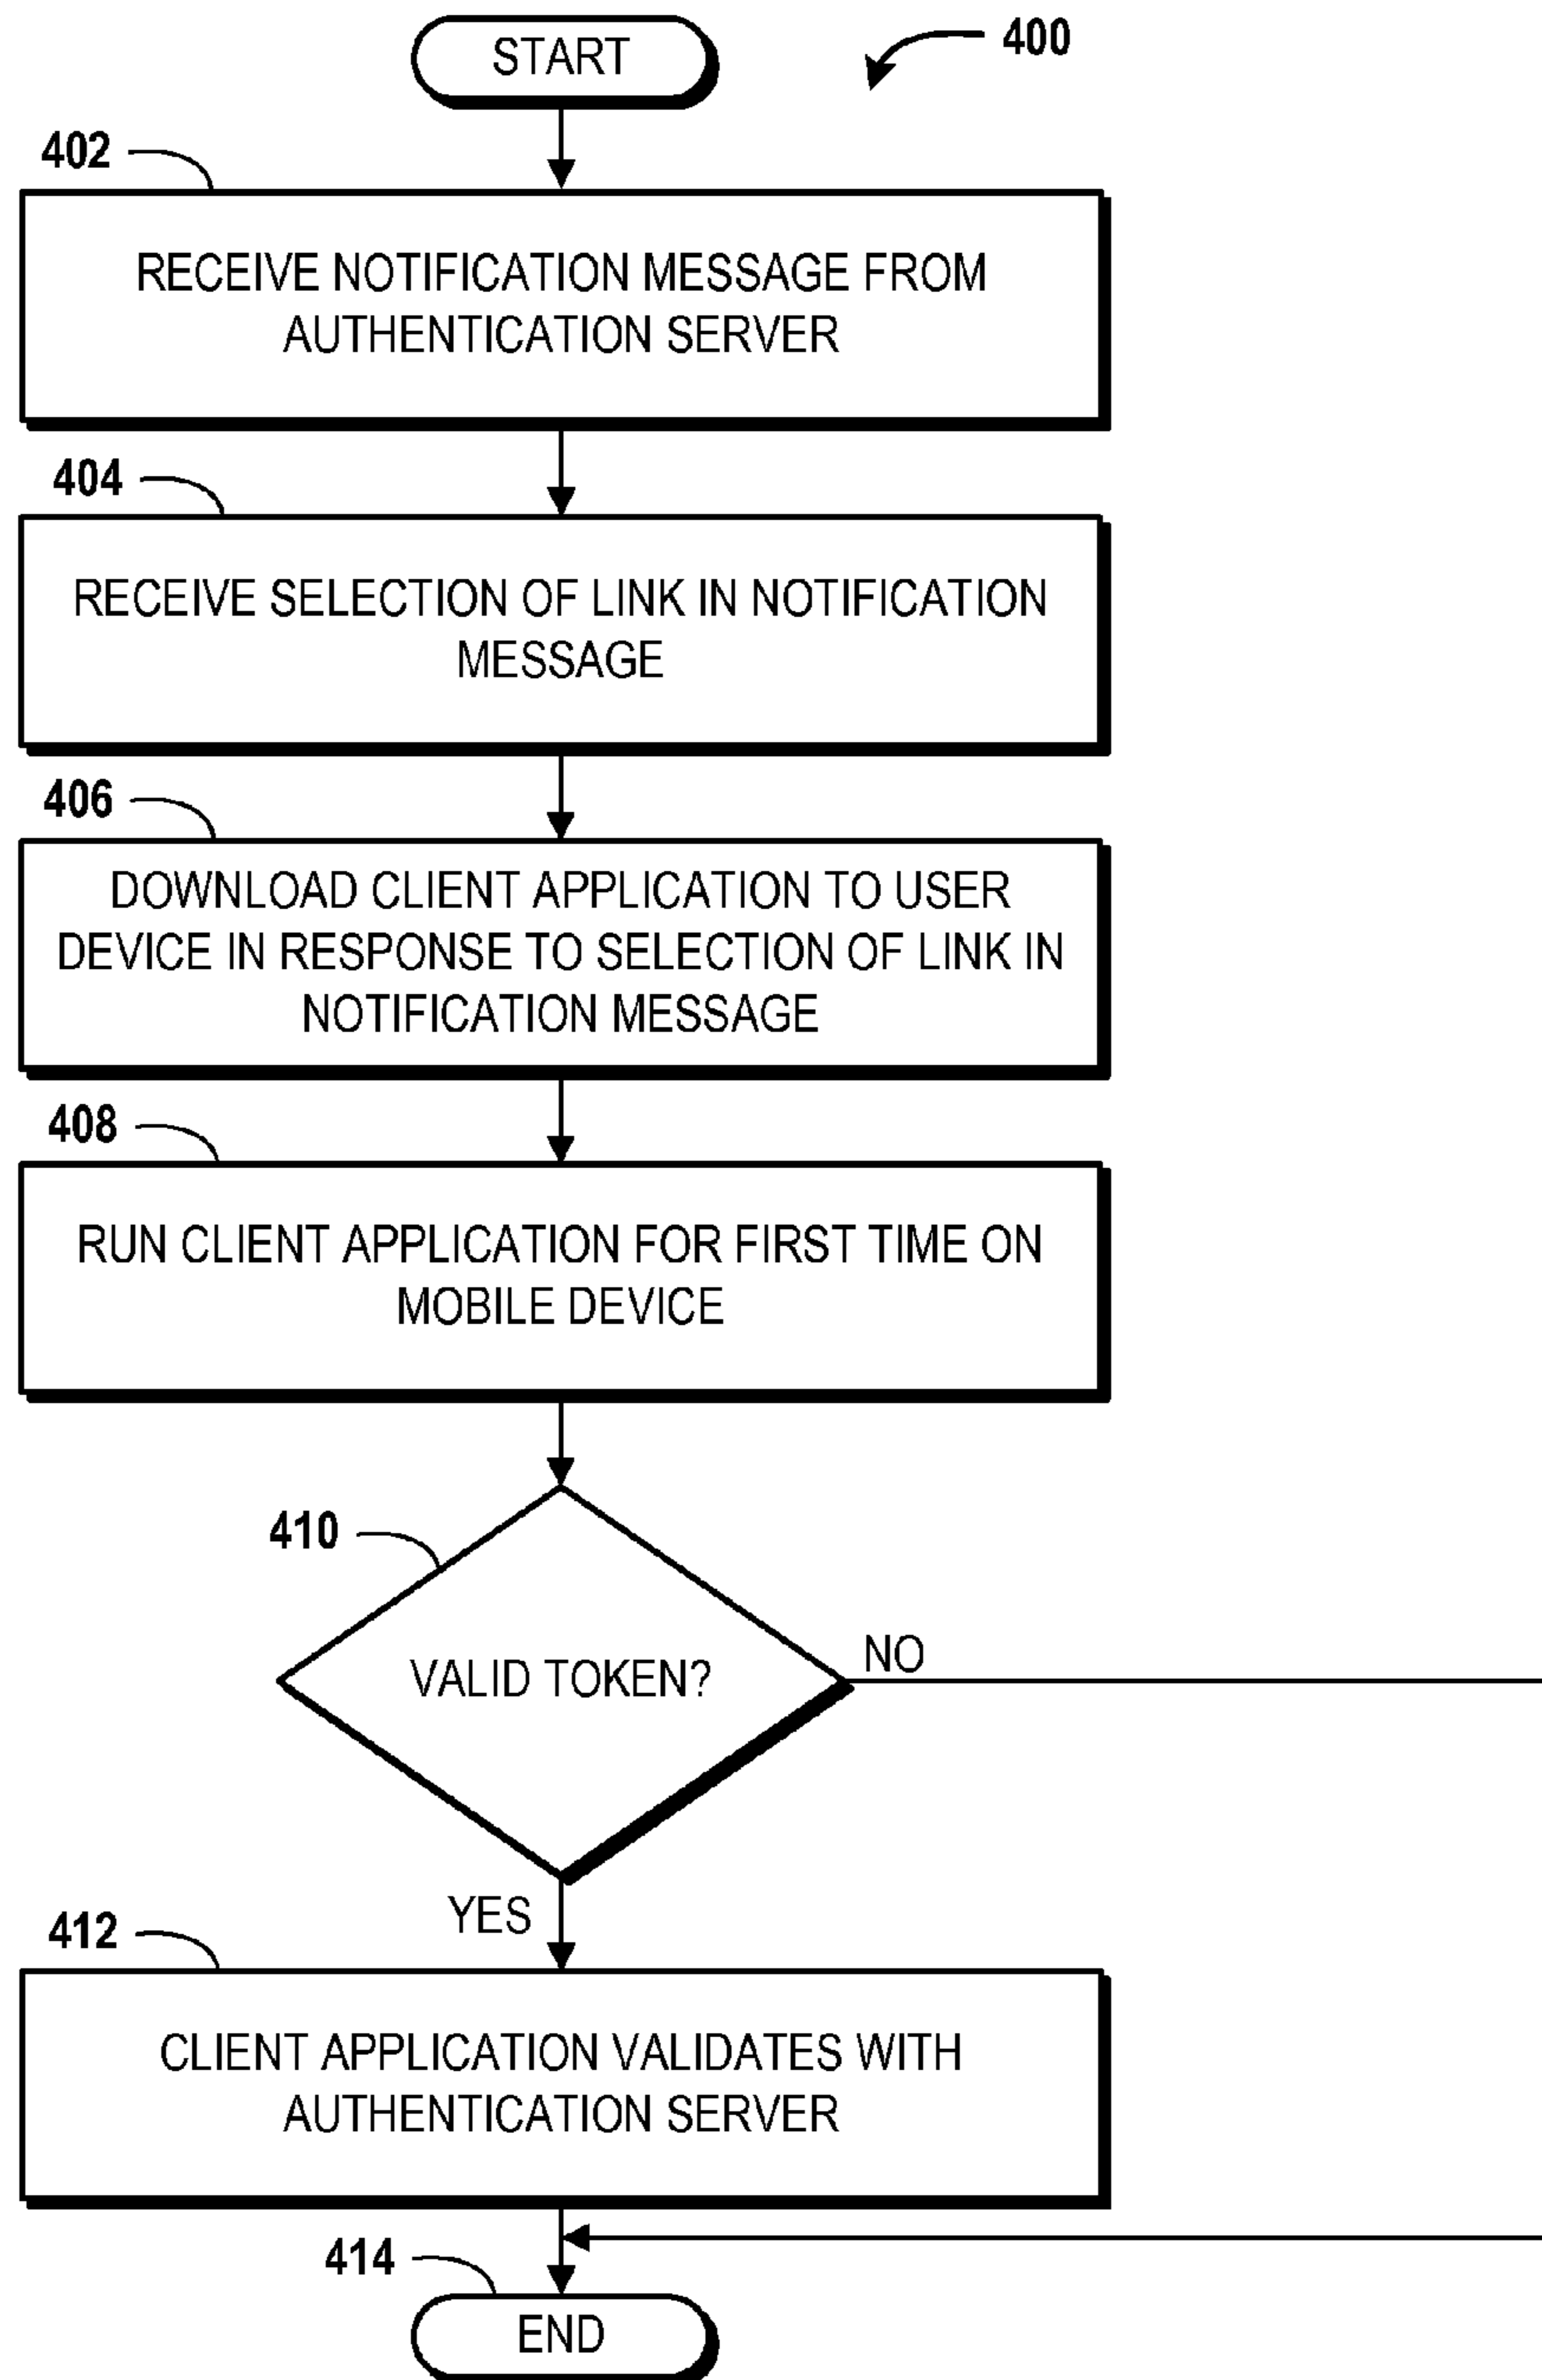 START
400
402
RECEIVE NOTIFICATION MESSAGE FROM
AUTHENTICATION SERVER
404
RECEIVE SELECTION OF LINK IN NOTIFICATION
MESSAGE
406
DOWNLOAD CLIENT APPLICATION TO USER
DEVICE IN RESPONSE TO SELECTION OF LINK IN
NOTIFICATION MESSAGE
408
RUN CLIENT APPLICATION FOR FIRST TIME ON
MOBILE DEVICE
410
VALID TOKEN?
NO
YES
412
CLIENT APPLICATION VALIDATES WITH
AUTHENTICATION SERVER
414
END